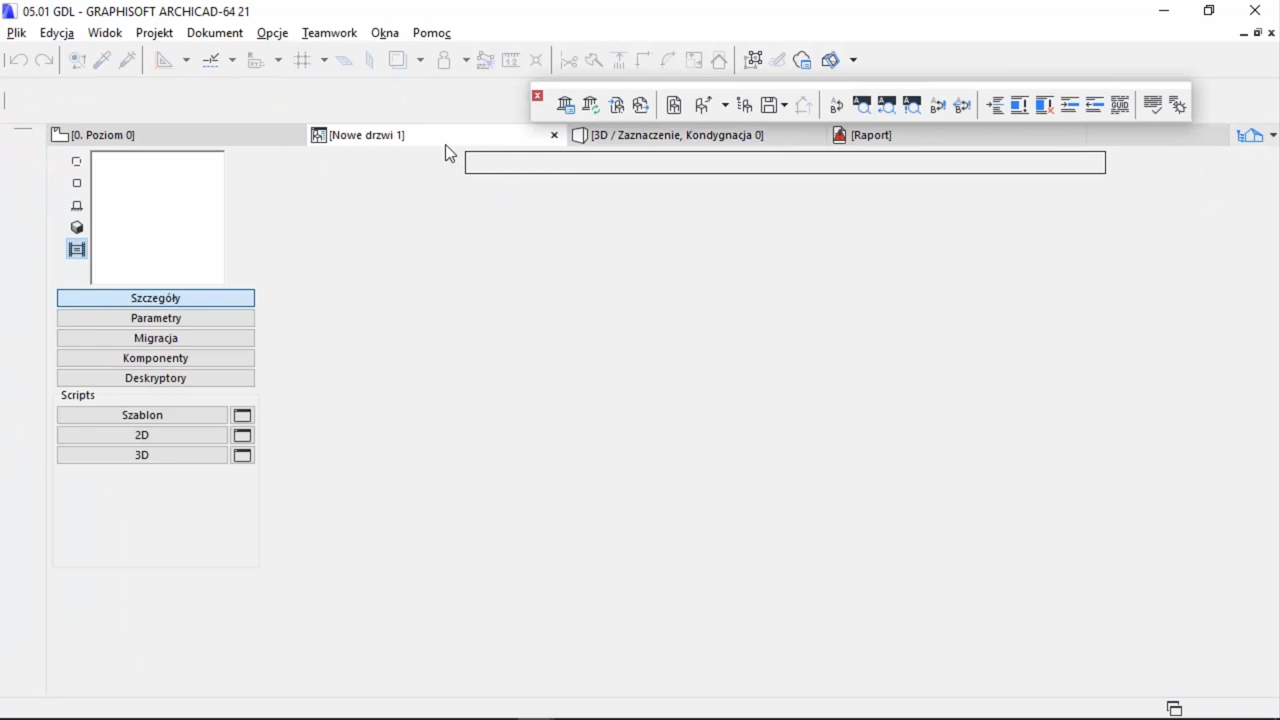 05.01 GDL - GRAPHISOFT ARCHICAD-64 21
Plik Edycja Widok Projekt Dokument Opcje Teamwork Okna Pomoc
[0. Poziom 0] [Nowe drzwi 1] [3D / Zaznaczenie, Kondygnacja 0] [Raport]
Szczegóły
Parametry
Migracja
Komponenty
Deskryptory
Scripts
Szablon
2D
3D